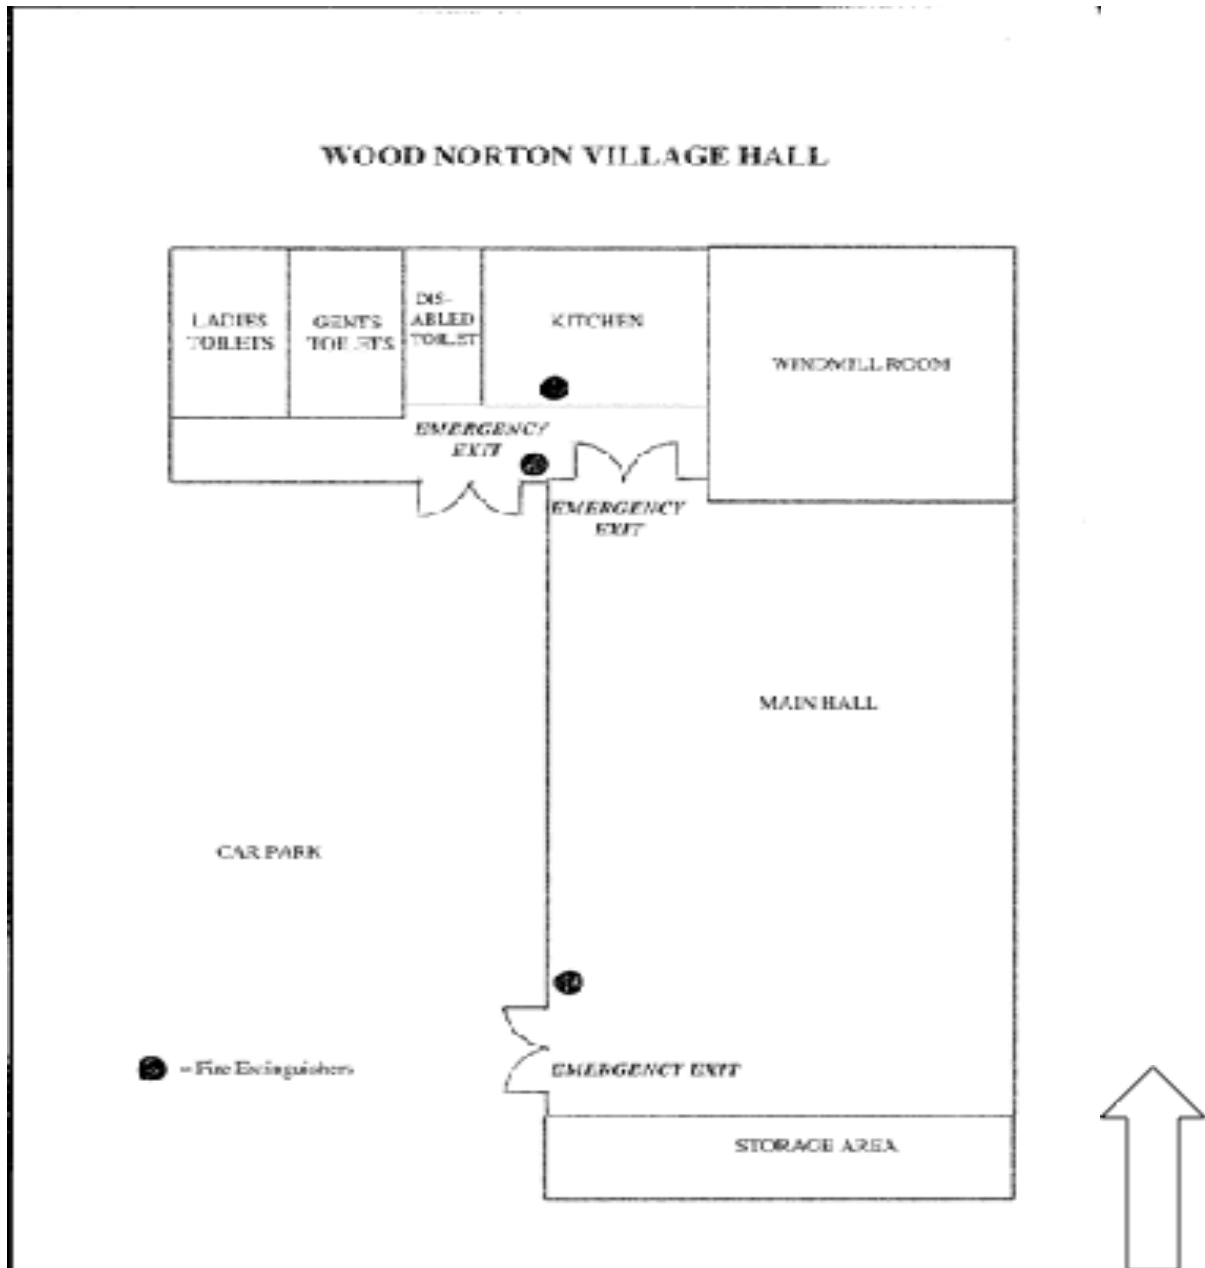 WOOD NORTON VILLAGE HALL
LADIES
TOILETS
GENTS
TOILETS
DIS-
ABLED
TOILET
KITCHEN
WINDMILL ROOM
EMERGENCY
EXIT
EMERGENCY
EXIT
MAIN HALL
CAR PARK
= Fire Extinguishers
EMERGENCY EXIT
STORAGE AREA